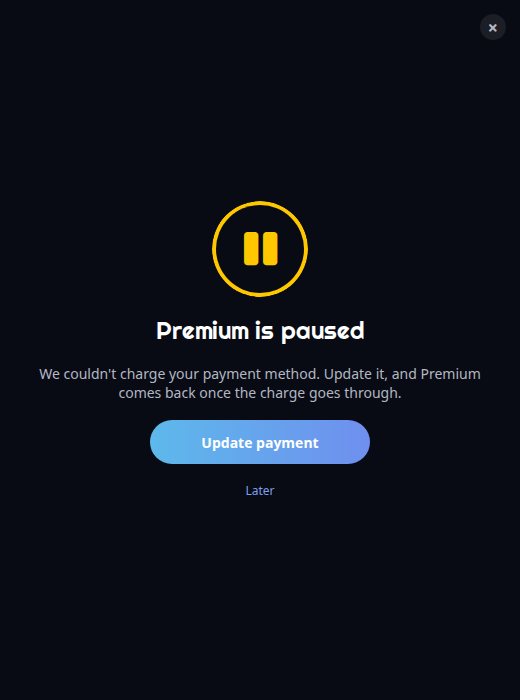 Premium is paused
We couldn't charge your payment method. Update it, and Premium
comes back once the charge goes through.
Update payment
Later